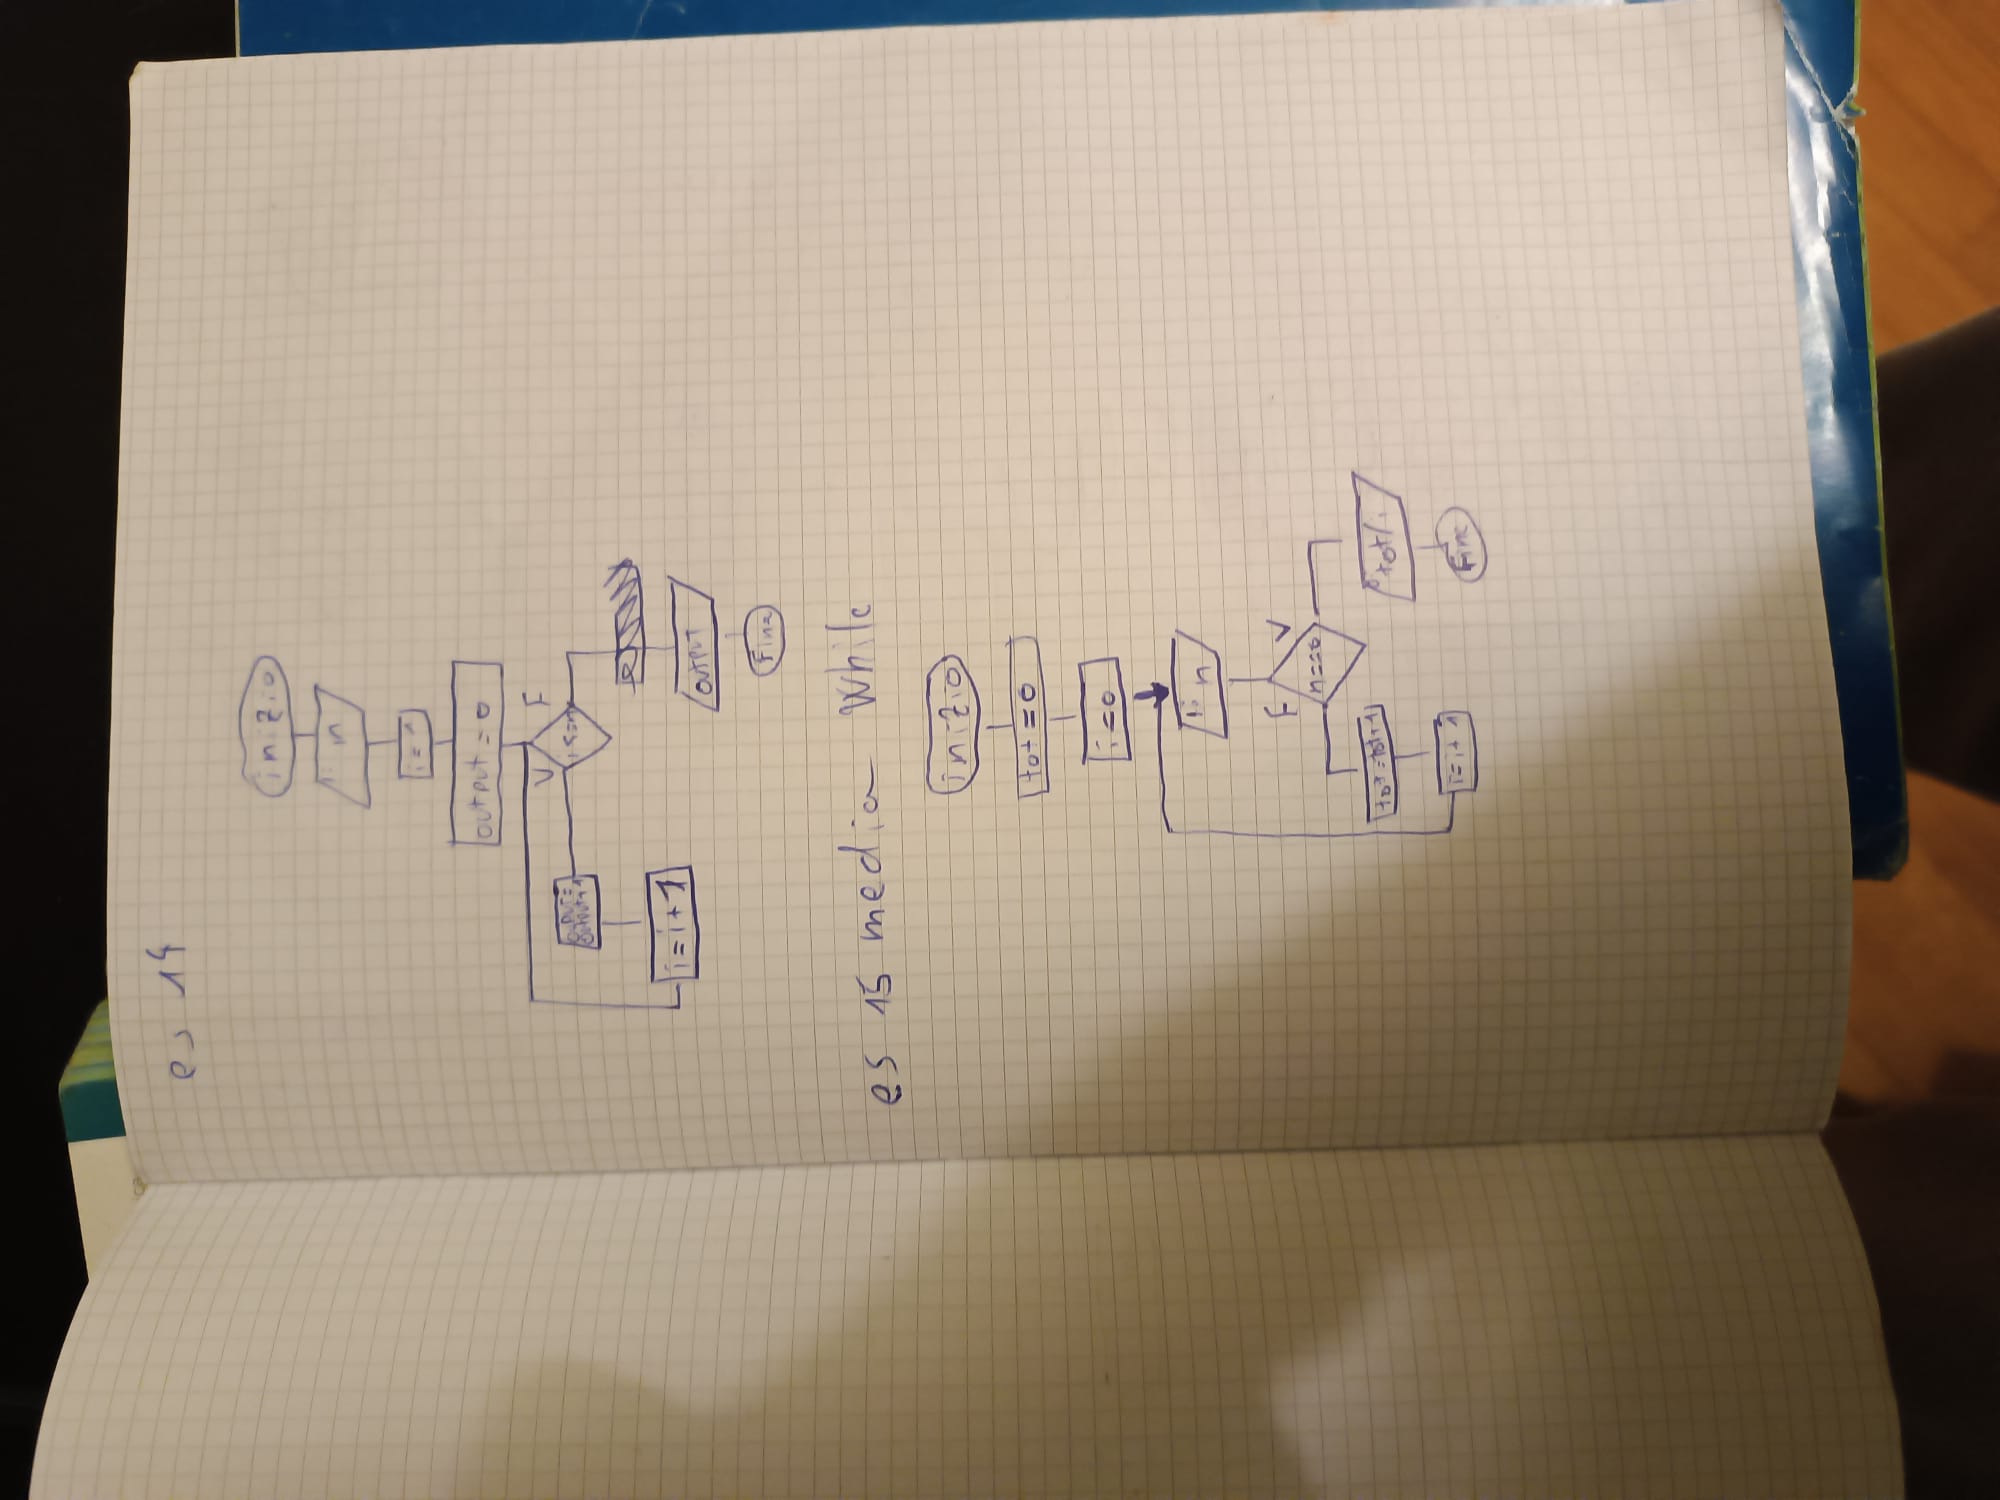 es 14
inizio
i: n
i=1
output=0
V
F
i<=n
output=
output+1
i=i+1
output
Fine
es 15 media While
inizio
tot=0
i=0
i: n
F
V
n==0
tot=tot+1
i=i+1
o: tot/i
Fine